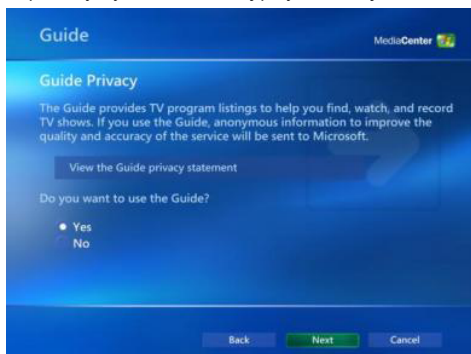 Guide
MediaCenter
Guide Privacy
The Guide provides TV program listings to help you find, watch, and record
TV shows. If you use the Guide, anonymous information to improve the
quality and accuracy of the service will be sent to Microsoft.
View the Guide privacy statement
Do you want to use the Guide?
Yes
No
Back Next Cancel